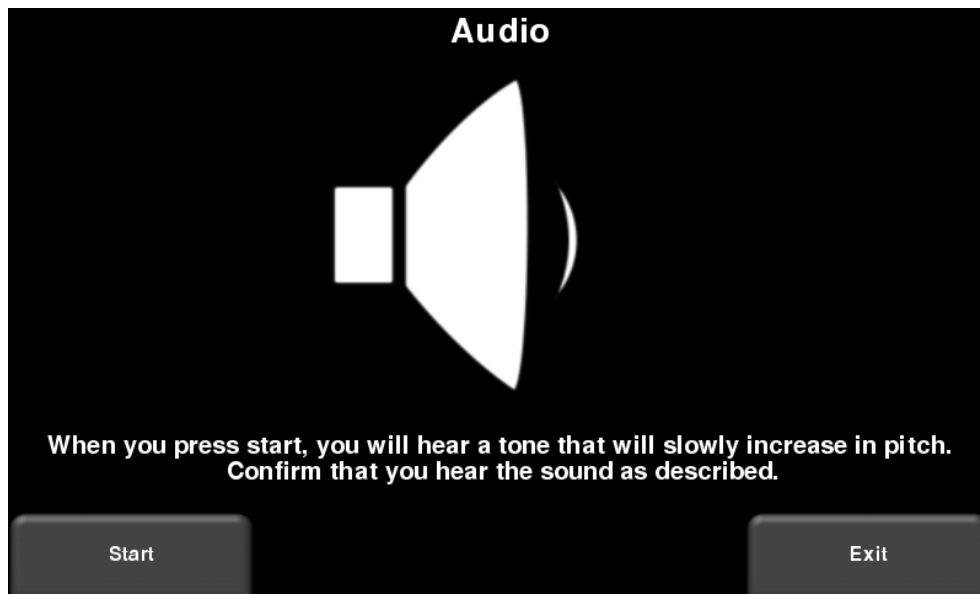 Audio
When you press start, you will hear a tone that will slowly increase in pitch.
Confirm that you hear the sound as described.
Start
Exit